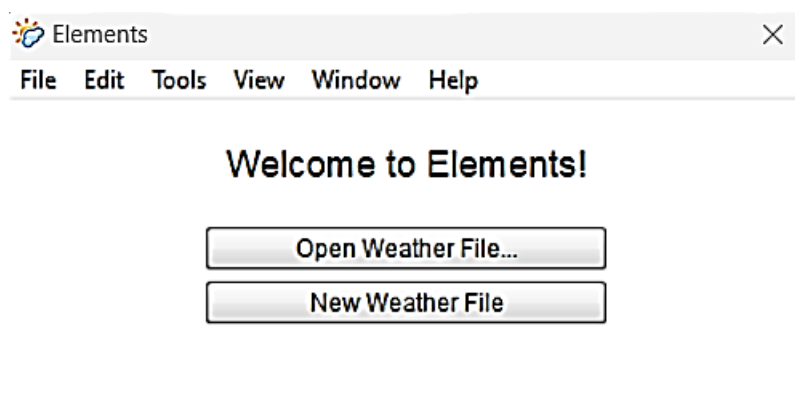 Elements
File Edit Tools View Window Help
Welcome to Elements!
Open Weather File...
New Weather File